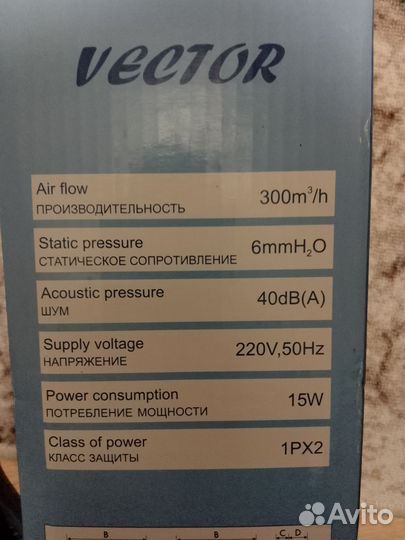 VECTOR
Air flow
ПРОИЗВОДИТЕЛЬНОСТЬ
300m³/h
Static pressure
СТАТИЧЕСКОЕ СОПРОТИВЛЕНИЕ
6mmH₂O
Acoustic pressure
ШУМ
40dB(A)
Supply voltage
НАПРЯЖЕНИЕ
220V,50Hz
Power consumption
ПОТРЕБЛЕНИЕ МОЩНОСТИ
15W
Class of power
КЛАСС ЗАЩИТЫ
1PX2
B B C D
Avito